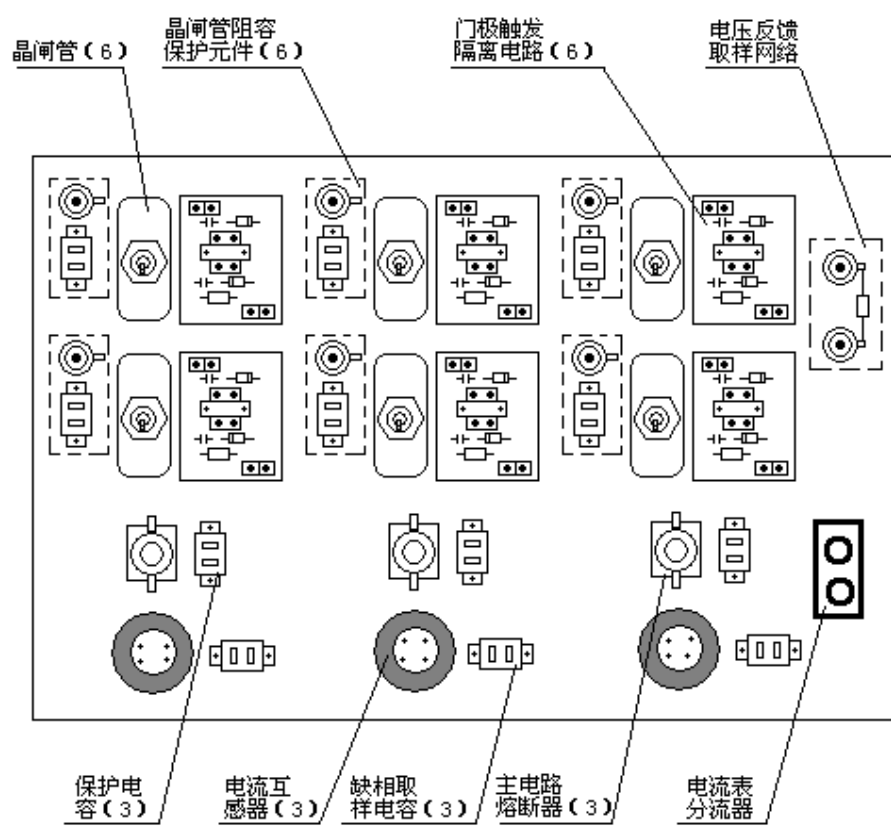 晶闸管(6)
晶闸管阻容
保护元件(6)
门极触发
隔离电路(6)
电压反馈
取样网络
保护电
容(3)
电流互
感器(3)
缺相取
样电容(3)
主电路
熔断器(3)
电流表
分流器